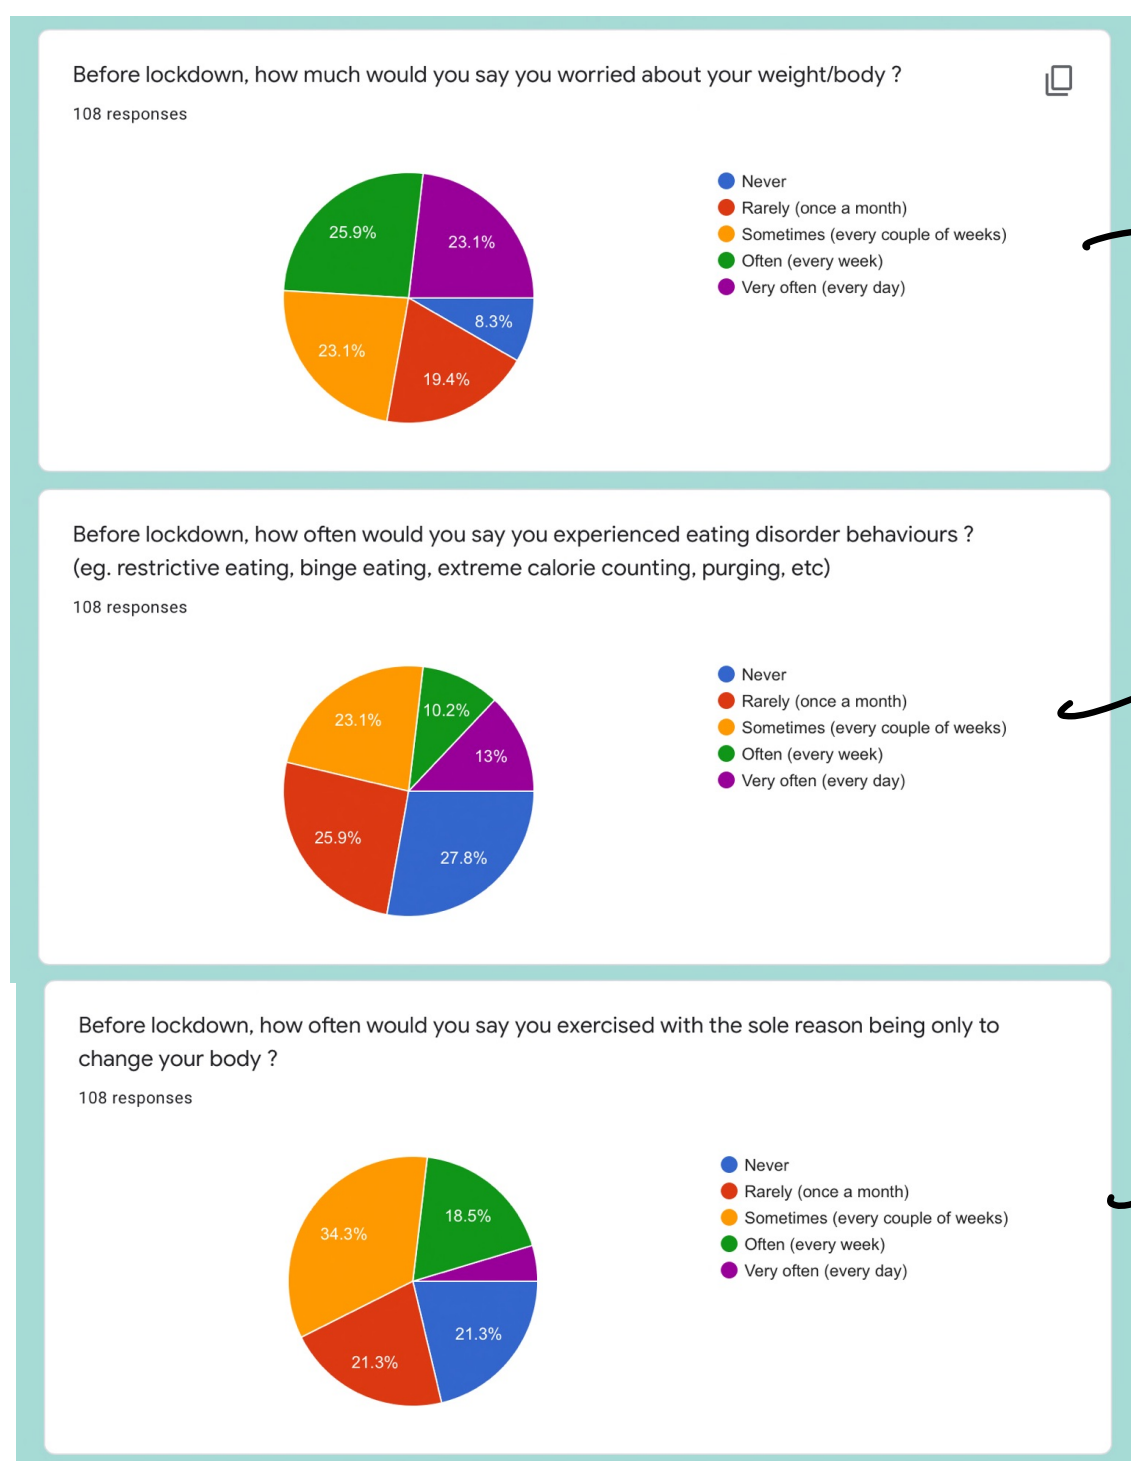 Before lockdown, how much would you say you worried about your weight/body ?
108 responses
25.9%
23.1%
8.3%
23.1%
19.4%
Never
Rarely (once a month)
Sometimes (every couple of weeks)
Often (every week)
Very often (every day)
Before lockdown, how often would you say you experienced eating disorder behaviours ?
(eg. restrictive eating, binge eating, extreme calorie counting, purging, etc)
108 responses
23.1%
10.2%
13%
25.9%
27.8%
Never
Rarely (once a month)
Sometimes (every couple of weeks)
Often (every week)
Very often (every day)
Before lockdown, how often would you say you exercised with the sole reason being only to
change your body ?
108 responses
34.3%
18.5%
21.3%
21.3%
Never
Rarely (once a month)
Sometimes (every couple of weeks)
Often (every week)
Very often (every day)